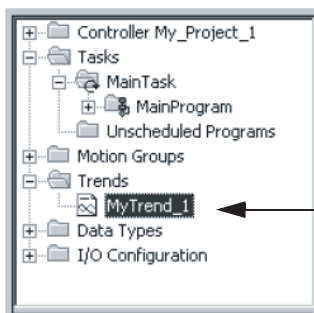 Controller My_Project_1
Tasks
MainTask
MainProgram
Unscheduled Programs
Motion Groups
Trends
MyTrend_1
Data Types
I/O Configuration